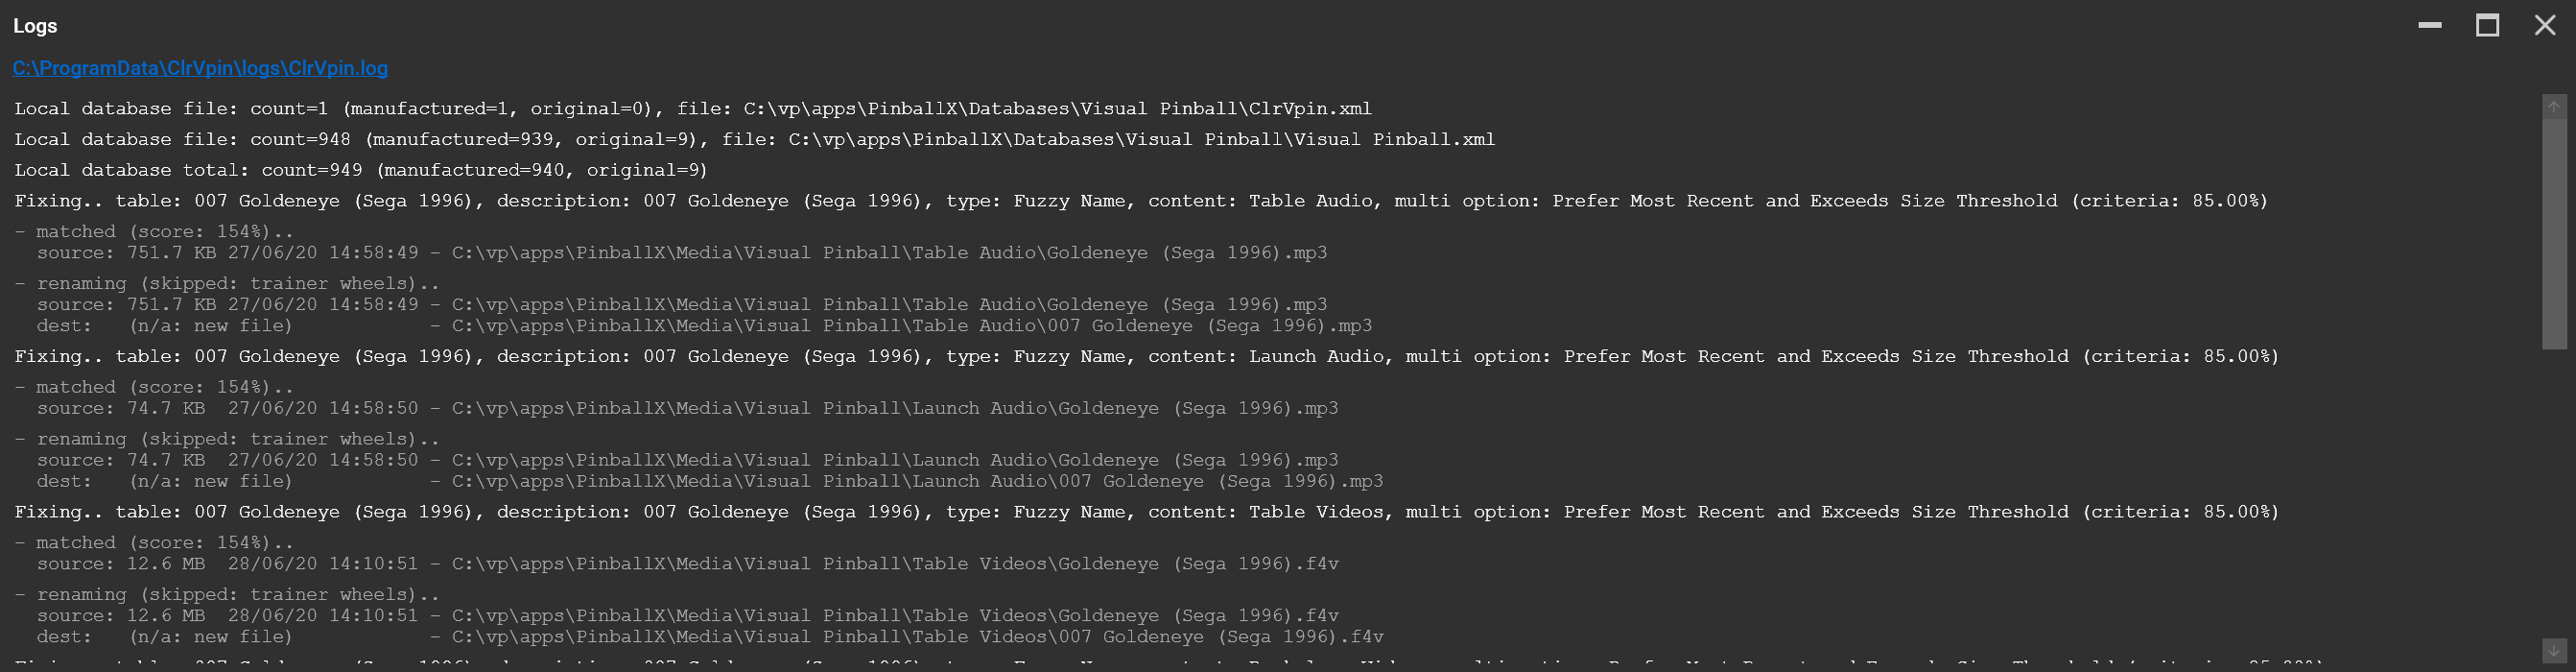 Logs
C:\ProgramData\ClrVpin\logs\ClrVpin.log
Local database file: count=1 (manufactured=1, original=0), file: C:\vp\apps\PinballX\Databases\Visual Pinball\ClrVpin.xml
Local database file: count=948 (manufactured=939, original=9), file: C:\vp\apps\PinballX\Databases\Visual Pinball\Visual Pinball.xml
Local database total: count=949 (manufactured=940, original=9)
Fixing.. table: 007 Goldeneye (Sega 1996), description: 007 Goldeneye (Sega 1996), type: Fuzzy Name, content: Table Audio, multi option: Prefer Most Recent and Exceeds Size Threshold (criteria: 85.00%)
- matched (score: 154%)..
source: 751.7 KB 27/06/20 14:58:49 - C:\vp\apps\PinballX\Media\Visual Pinball\Table Audio\Goldeneye (Sega 1996).mp3
- renaming (skipped: trainer wheels)..
source: 751.7 KB 27/06/20 14:58:49 - C:\vp\apps\PinballX\Media\Visual Pinball\Table Audio\Goldeneye (Sega 1996).mp3
dest:   (n/a: new file)            - C:\vp\apps\PinballX\Media\Visual Pinball\Table Audio\007 Goldeneye (Sega 1996).mp3
Fixing.. table: 007 Goldeneye (Sega 1996), description: 007 Goldeneye (Sega 1996), type: Fuzzy Name, content: Launch Audio, multi option: Prefer Most Recent and Exceeds Size Threshold (criteria: 85.00%)
- matched (score: 154%)..
source: 74.7 KB  27/06/20 14:58:50 - C:\vp\apps\PinballX\Media\Visual Pinball\Launch Audio\Goldeneye (Sega 1996).mp3
- renaming (skipped: trainer wheels)..
source: 74.7 KB  27/06/20 14:58:50 - C:\vp\apps\PinballX\Media\Visual Pinball\Launch Audio\Goldeneye (Sega 1996).mp3
dest:   (n/a: new file)            - C:\vp\apps\PinballX\Media\Visual Pinball\Launch Audio\007 Goldeneye (Sega 1996).mp3
Fixing.. table: 007 Goldeneye (Sega 1996), description: 007 Goldeneye (Sega 1996), type: Fuzzy Name, content: Table Videos, multi option: Prefer Most Recent and Exceeds Size Threshold (criteria: 85.00%)
- matched (score: 154%)..
source: 12.6 MB  28/06/20 14:10:51 - C:\vp\apps\PinballX\Media\Visual Pinball\Table Videos\Goldeneye (Sega 1996).f4v
- renaming (skipped: trainer wheels)..
source: 12.6 MB  28/06/20 14:10:51 - C:\vp\apps\PinballX\Media\Visual Pinball\Table Videos\Goldeneye (Sega 1996).f4v
dest:   (n/a: new file)            - C:\vp\apps\PinballX\Media\Visual Pinball\Table Videos\007 Goldeneye (Sega 1996).f4v